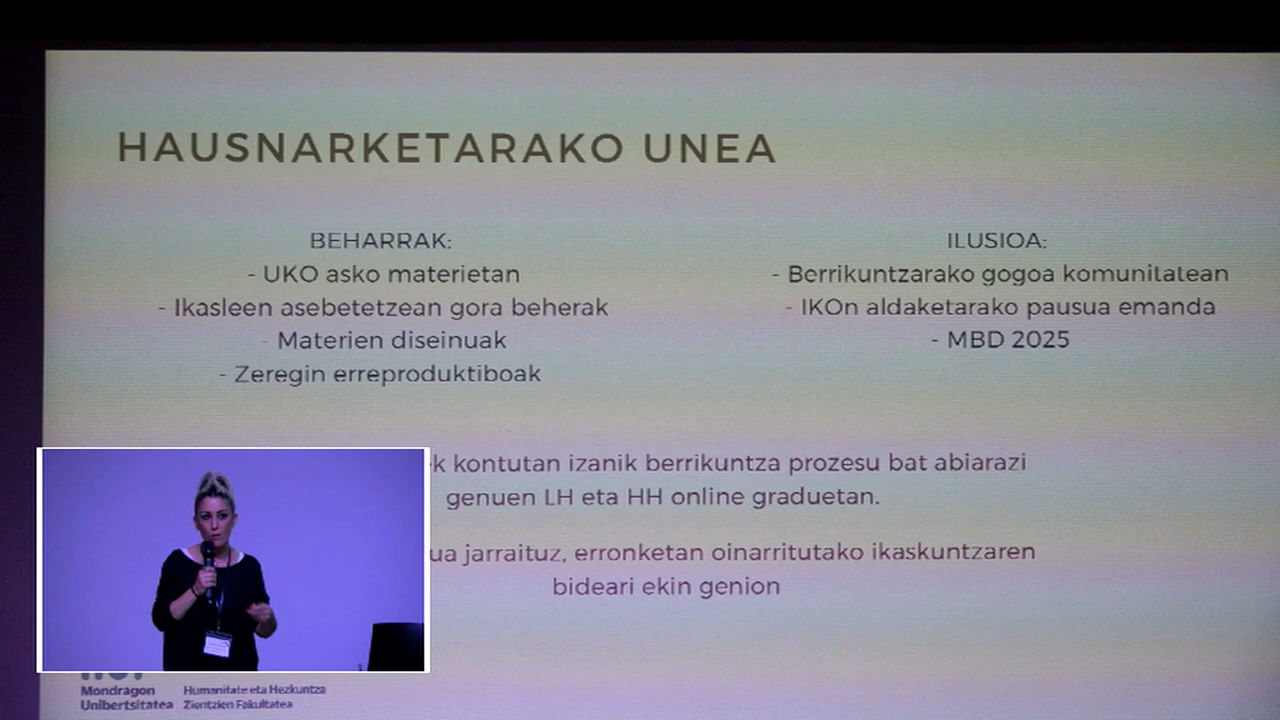 HAUSNARKETARAKO UNEA
BEHARRAK:
- UKO asko materietan
- Ikasleen asebetetzean gora beherak
- Materien diseinuak
- Zeregin erreproduktiboak
ILUSIOA:
- Berrikuntzarako gogoa komunitatean
- IKOn aldaketarako pausua emanda
- MBD 2025
kontutan izanik berrikuntza prozesu bat abiarazi
genuen LH eta HH online graduetan.
jarraituz, erronketan oinarritutako ikaskuntzaren
bideari ekin genion
Mondragon
Unibertsitatea
Humanitate eta Hezkuntza
Zientzien Fakultatea